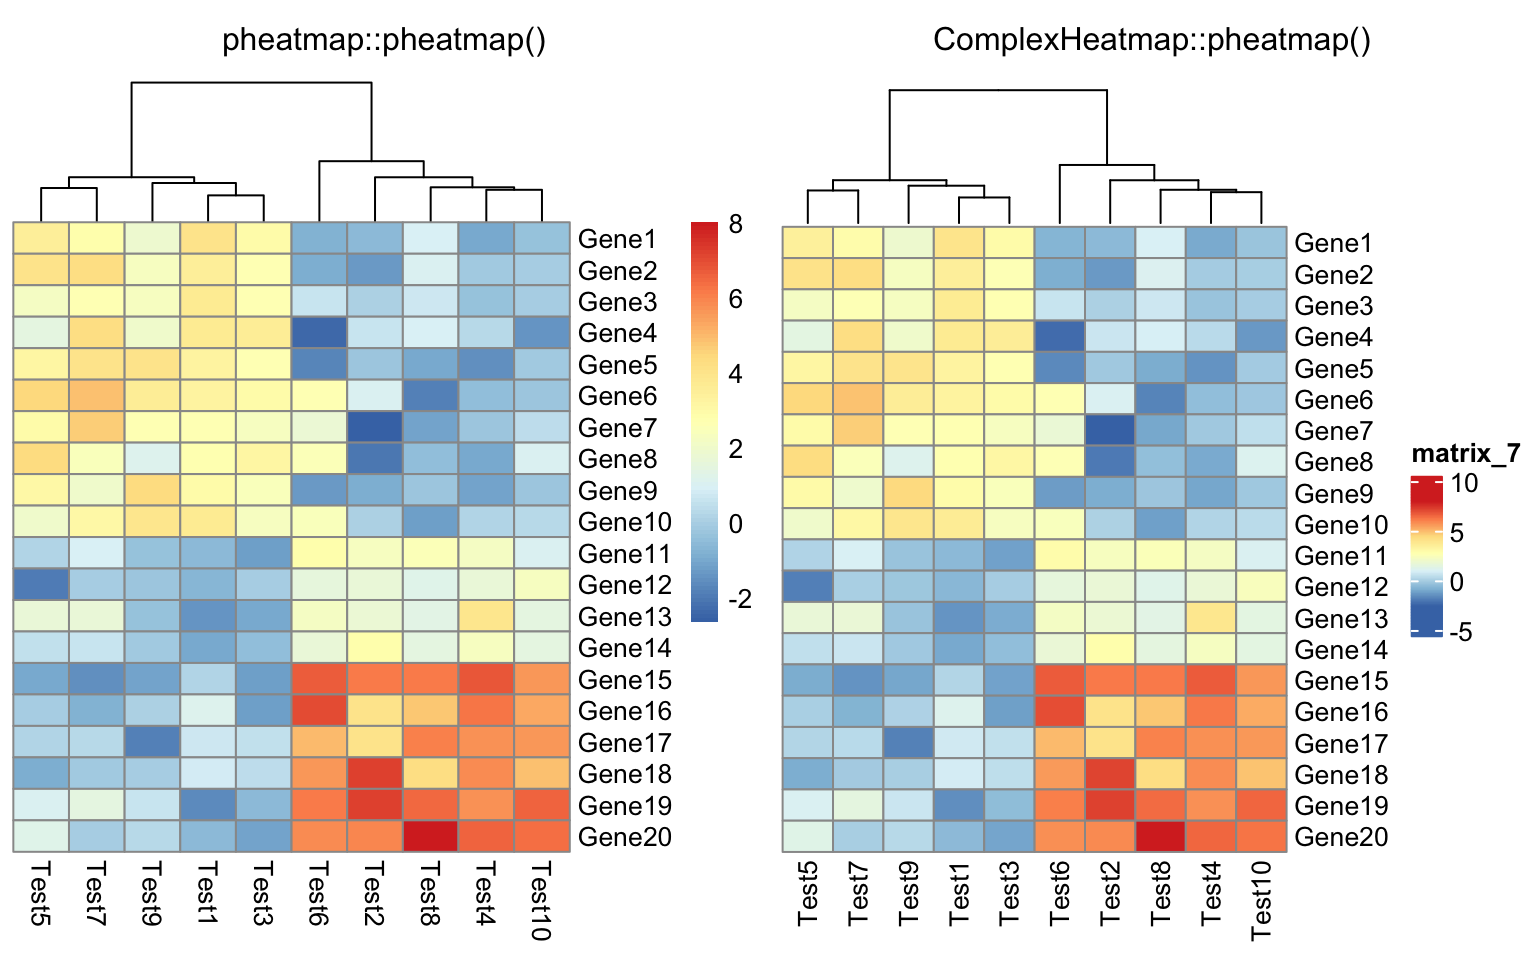 pheatmap::pheatmap()
Gene1
Gene2
Gene3
Gene4
Gene5
Gene6
Gene7
Gene8
Gene9
Gene10
Gene11
Gene12
Gene13
Gene14
Gene15
Gene16
Gene17
Gene18
Gene19
Gene20
Test5
Test7
Test9
Test1
Test3
Test6
Test2
Test8
Test4
Test10
8
6
4
2
0
-2
ComplexHeatmap::pheatmap()
Gene1
Gene2
Gene3
Gene4
Gene5
Gene6
Gene7
Gene8
Gene9
Gene10
Gene11
Gene12
Gene13
Gene14
Gene15
Gene16
Gene17
Gene18
Gene19
Gene20
Test5
Test7
Test9
Test1
Test3
Test6
Test2
Test8
Test4
Test10
matrix_7
10
5
0
-5